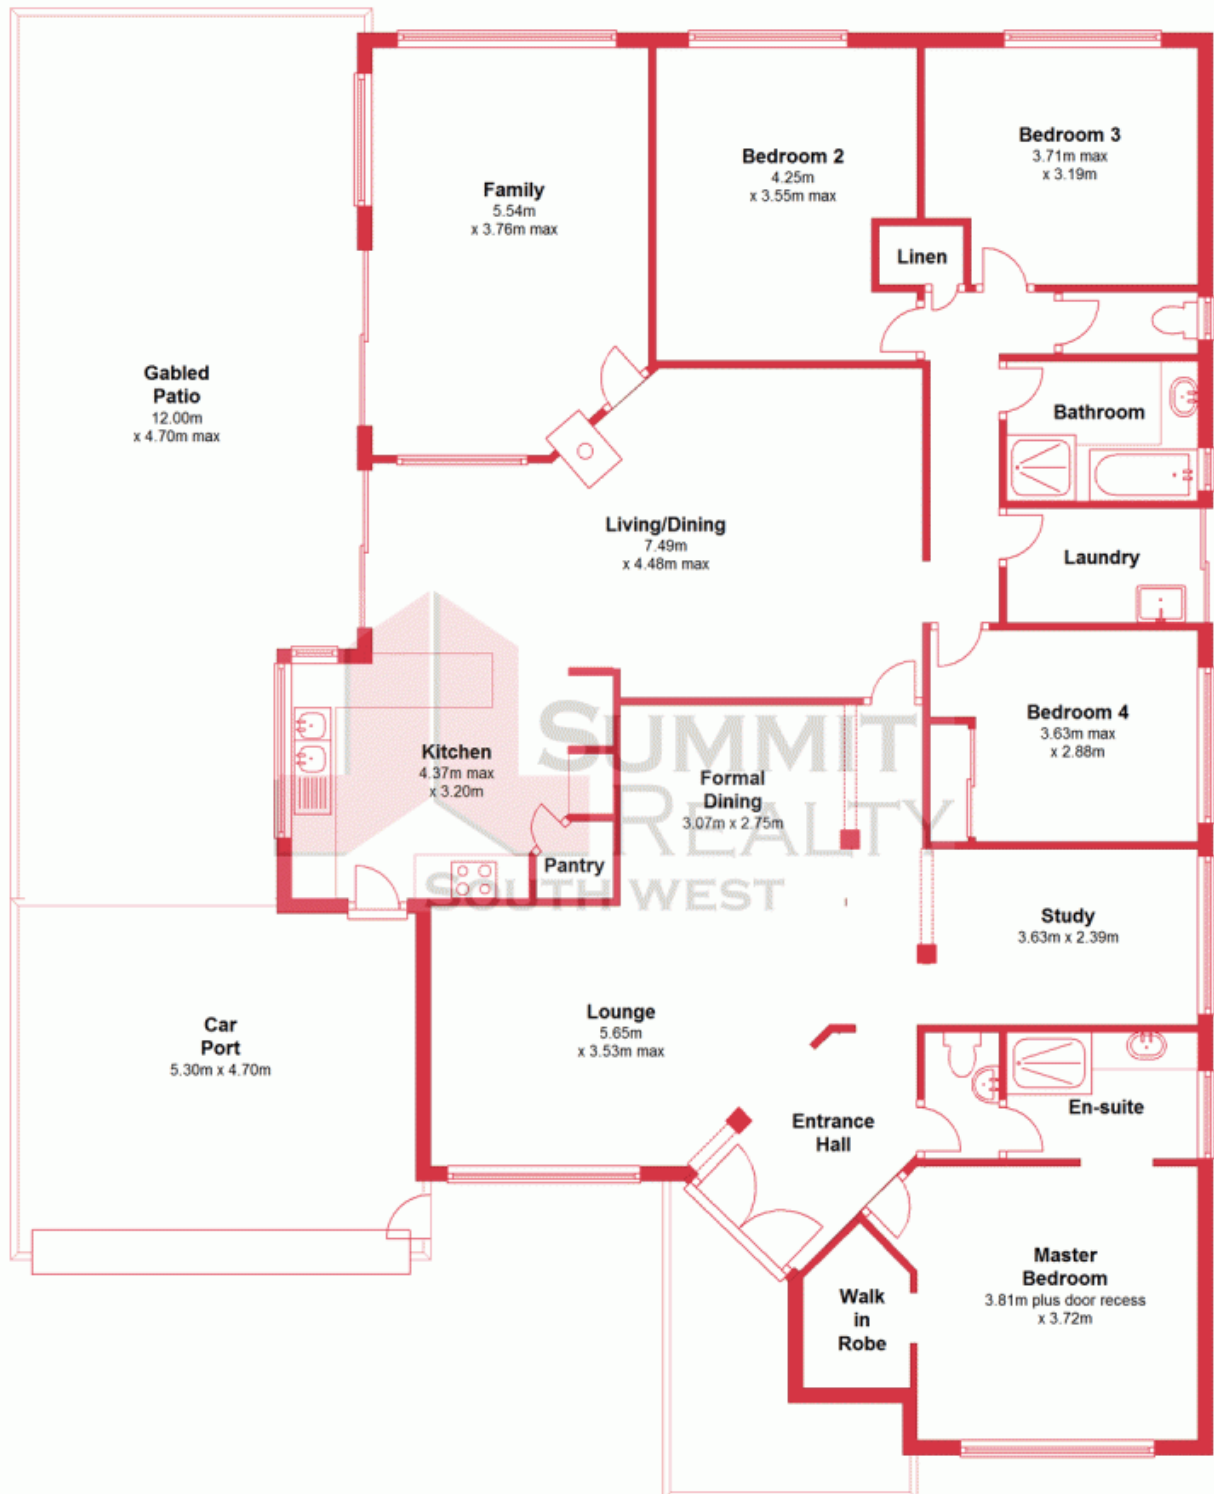 Family
5.54m
x 3.76m max
Bedroom 2
4.25m
x 3.55m max
Bedroom 3
3.71m max
x 3.19m
Linen
Gabled
Patio
12.00m
x 4.70m max
Bathroom
Living/Dining
7.49m
x 4.48m max
Laundry
Kitchen
4.37m max
x 3.20m
Formal
Dining
3.07m x 2.75m
Bedroom 4
3.63m max
x 2.88m
SUMMIT
REALTY
SOUTH WEST
Pantry
Study
3.63m x 2.39m
Car
Port
5.30m x 4.70m
Lounge
5.65m
x 3.53m max
Entrance
Hall
En-suite
Walk
in
Robe
Master
Bedroom
3.81m plus door recess
x 3.72m